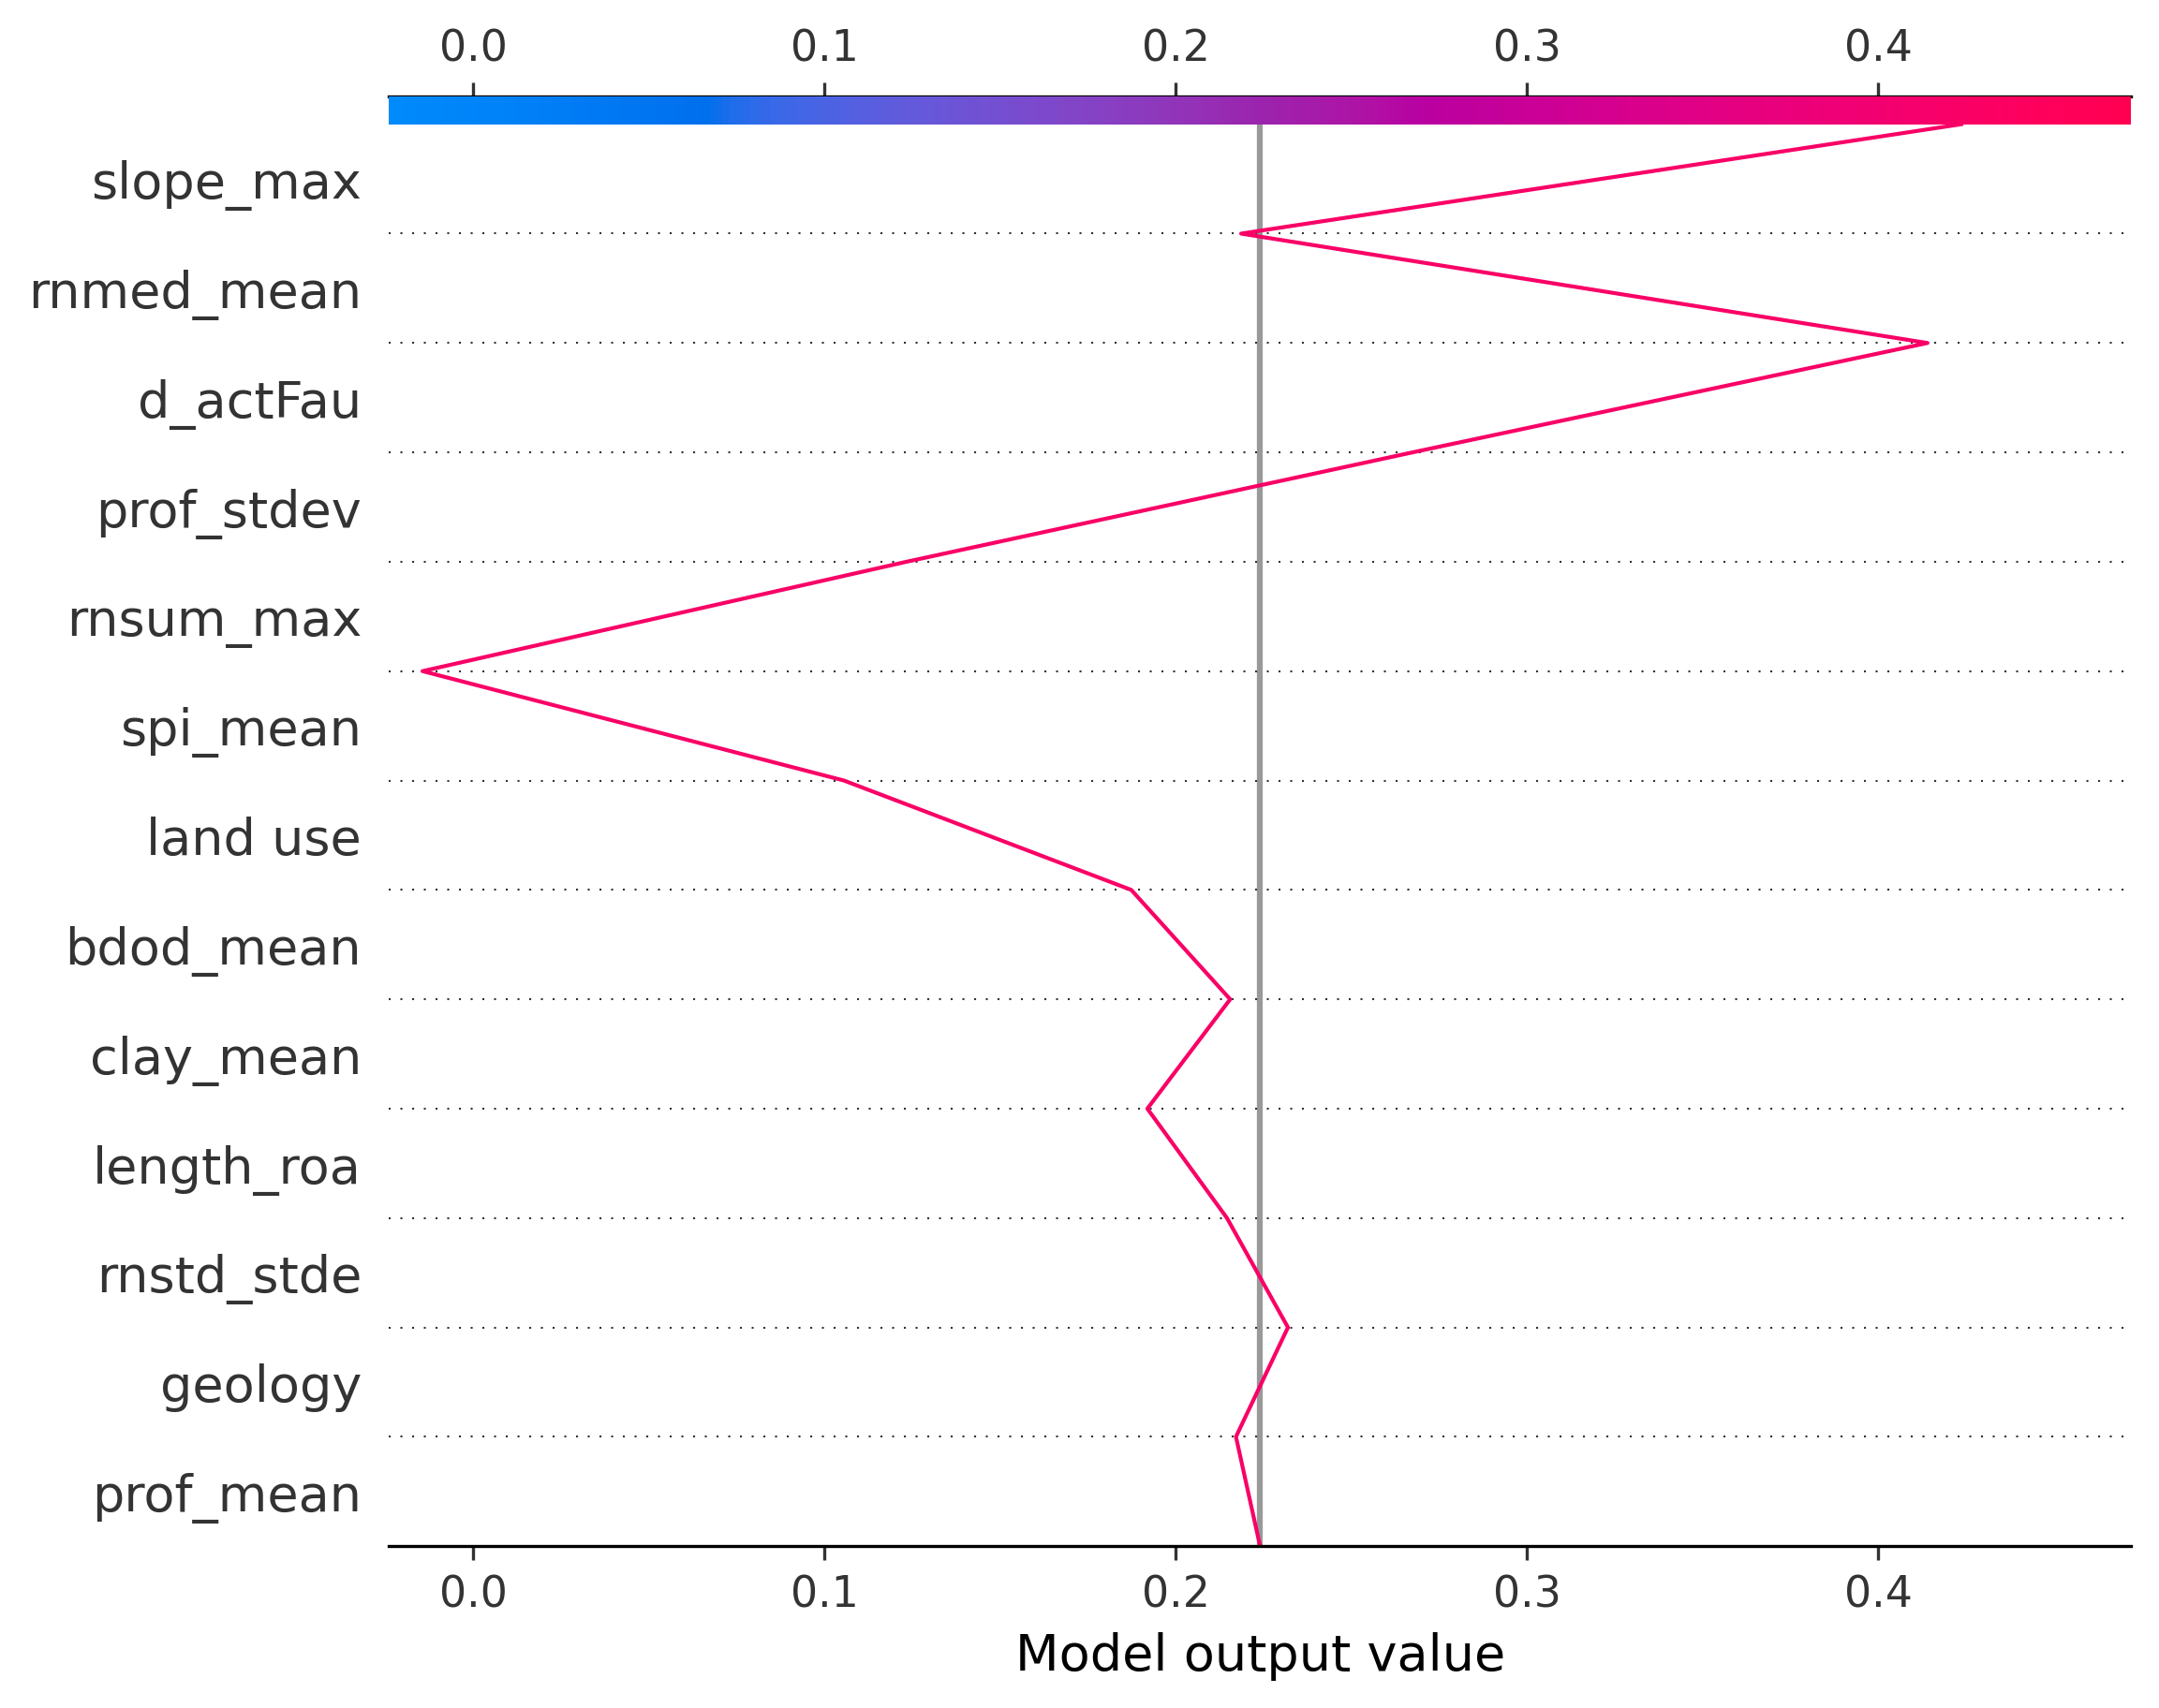 0.0 0.1 0.2 0.3 0.4
slope_max
rnmed_mean
d_actFau
prof_stdev
rnsum_max
spi_mean
land use
bdod_mean
clay_mean
length_roa
rnstd_stde
geology
prof_mean
0.0 0.1 0.2 0.3 0.4
Model output value